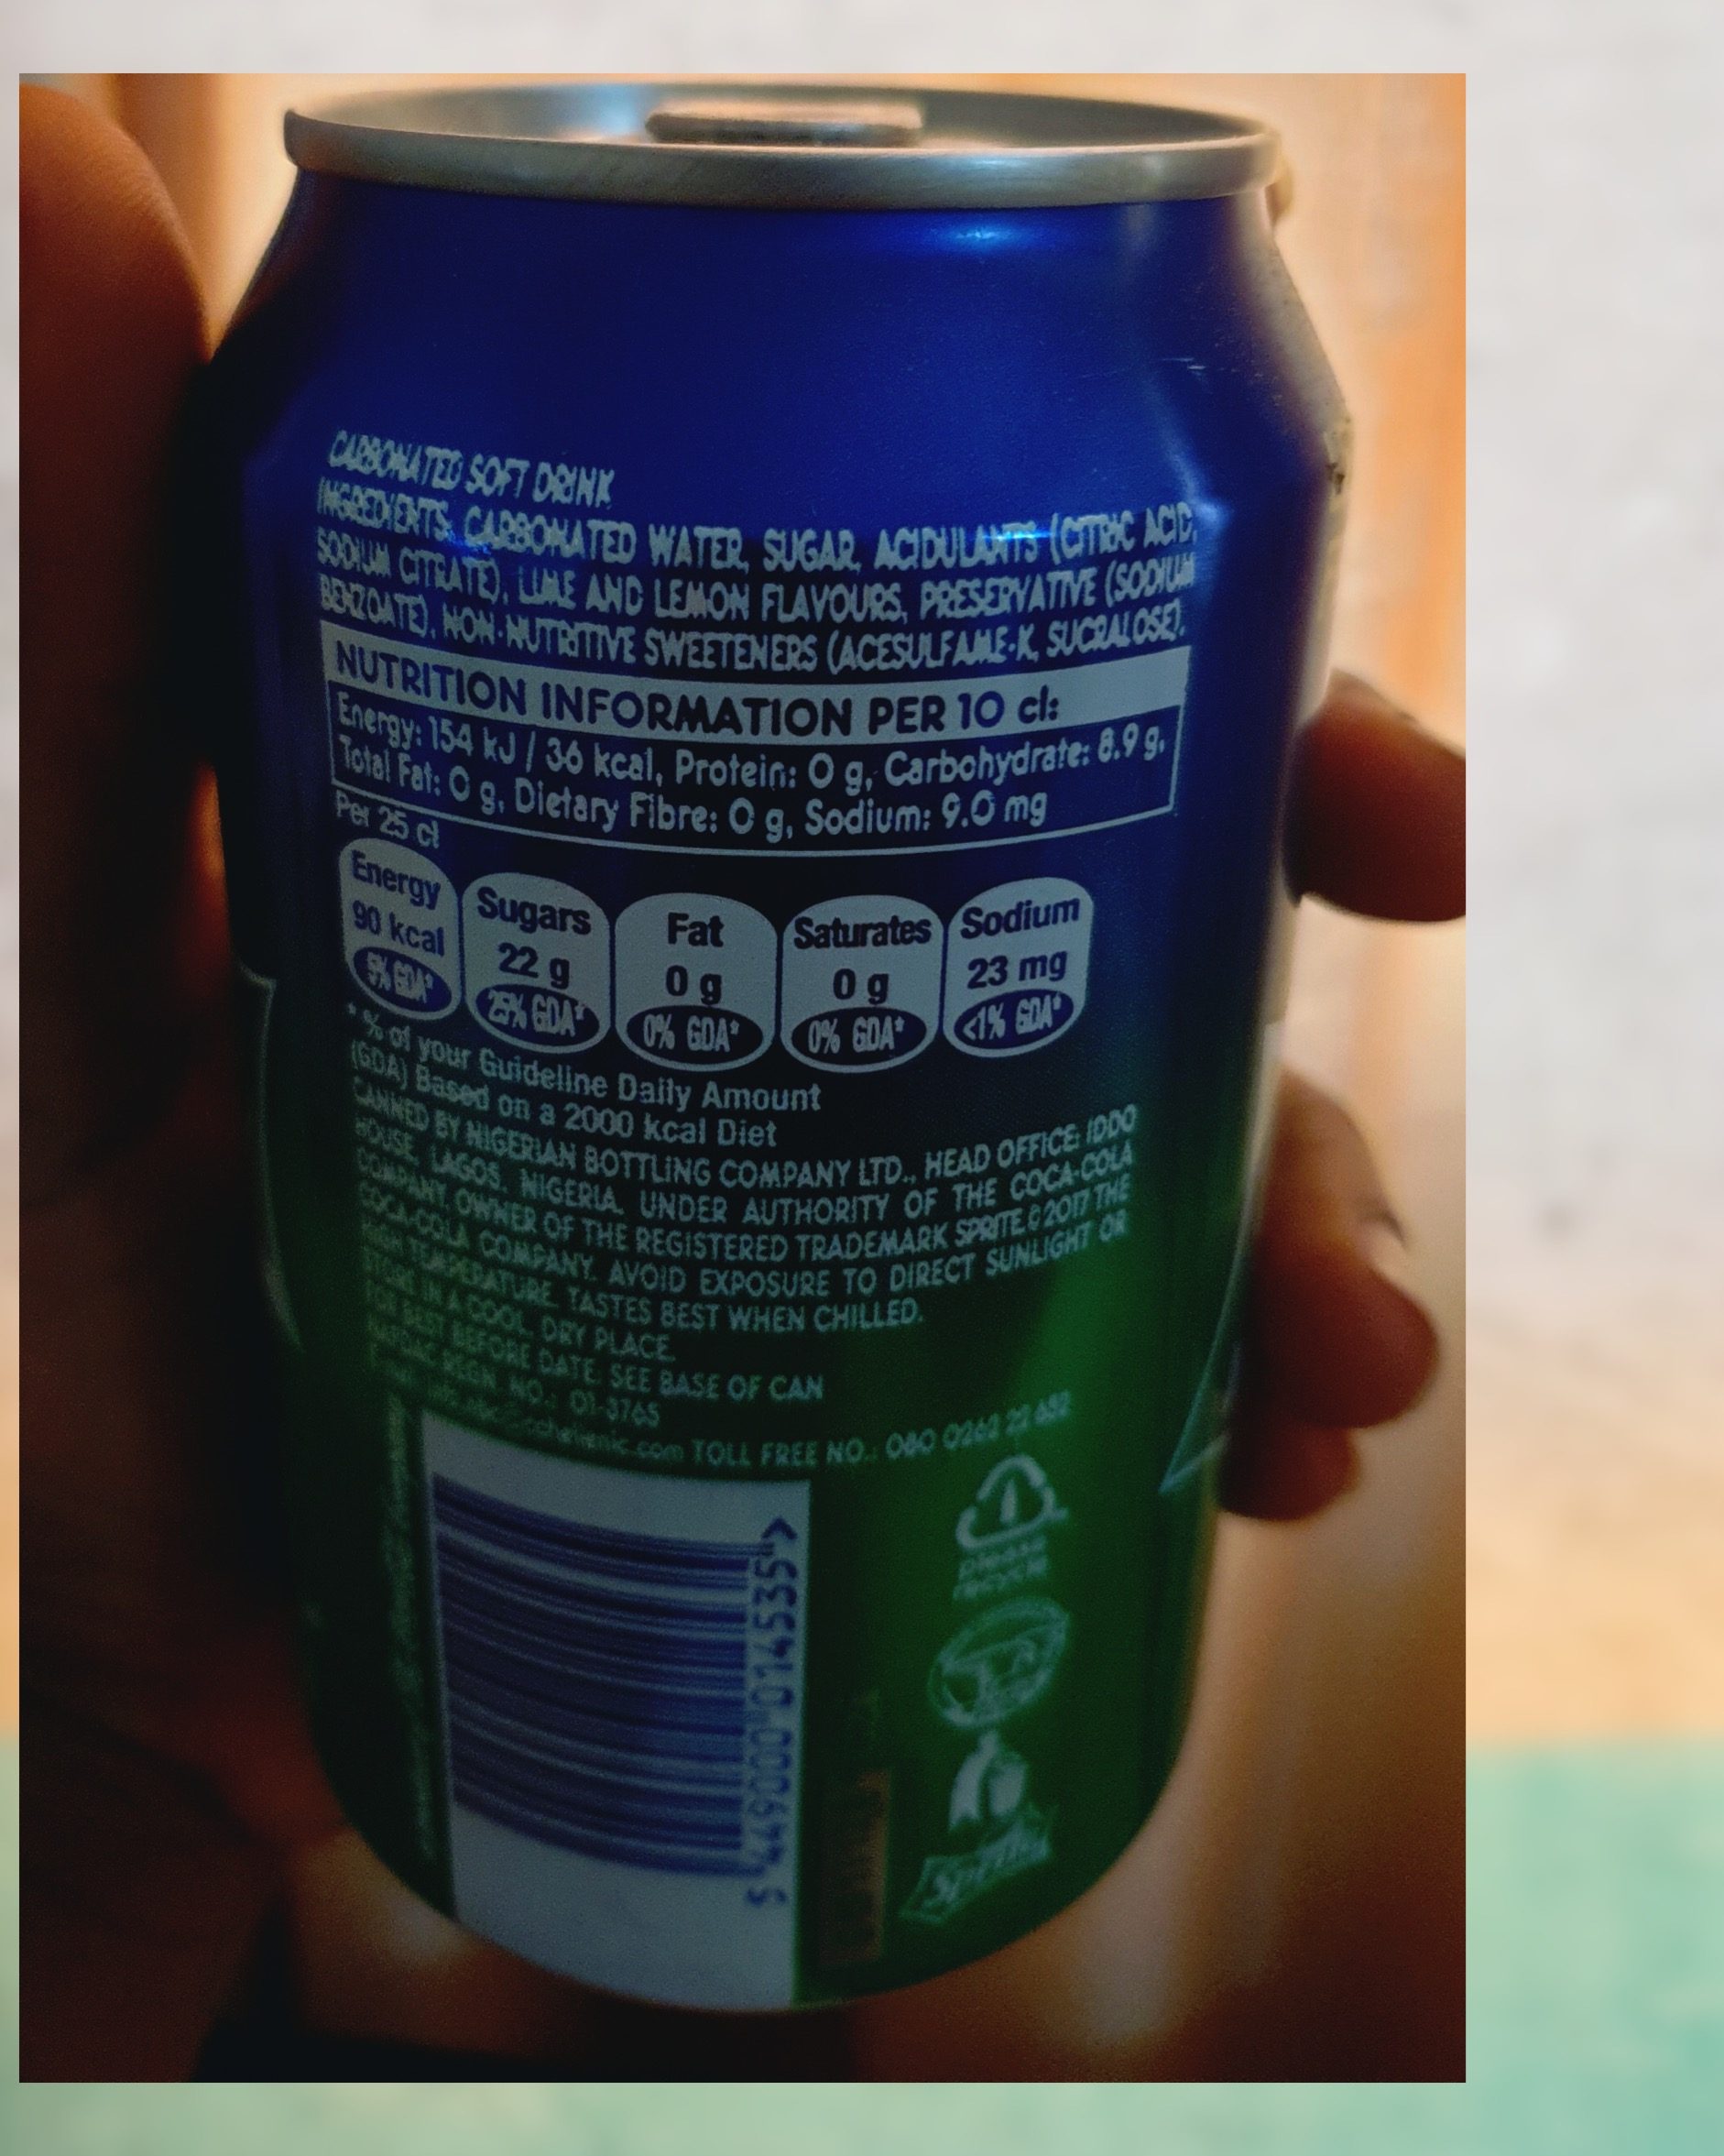 CARBONATED SOFT DRINK
INGREDIENTS: CARBONATED WATER, SUGAR, ACIDULANTS (CITRIC ACID,
SODIUM CITRATE), LIME AND LEMON FLAVOURS, PRESERVATIVE (SODIUM
BENZOATE), NON-NUTRITIVE SWEETENERS (ACESULFAME-K, SUCRALOSE).
NUTRITION INFORMATION PER 10 cl:
Energy: 154 kJ / 36 kcal, Protein: 0 g, Carbohydrate: 8.9 g,
Total Fat: 0 g, Dietary Fibre: 0 g, Sodium: 9.0 mg
Per 25 cl
Energy Sugars Fat Saturates Sodium
90 kcal 22 g 0 g 0 g 23 mg
5% GDA* 25% GDA* 0% GDA* 0% GDA* <1% GDA*
* % of your Guideline Daily Amount
(GDA) Based on a 2000 kcal Diet
CANNED BY NIGERIAN BOTTLING COMPANY LTD., HEAD OFFICE: IDDO
HOUSE, LAGOS, NIGERIA, UNDER AUTHORITY OF THE COCA-COLA
COMPANY, OWNER OF THE REGISTERED TRADEMARK SPRITE.© 2017 THE
COCA-COLA COMPANY. AVOID EXPOSURE TO DIRECT SUNLIGHT OR
HIGH TEMPERATURE. TASTES BEST WHEN CHILLED.
STORE IN A COOL, DRY PLACE.
FOR BEST BEFORE DATE: SEE BASE OF CAN
NAFDAC REGN. NO.: 01-3765
TOLL FREE NO.: 080 0262 22 652
5 449000 014535 >
please
recycle
Sprite